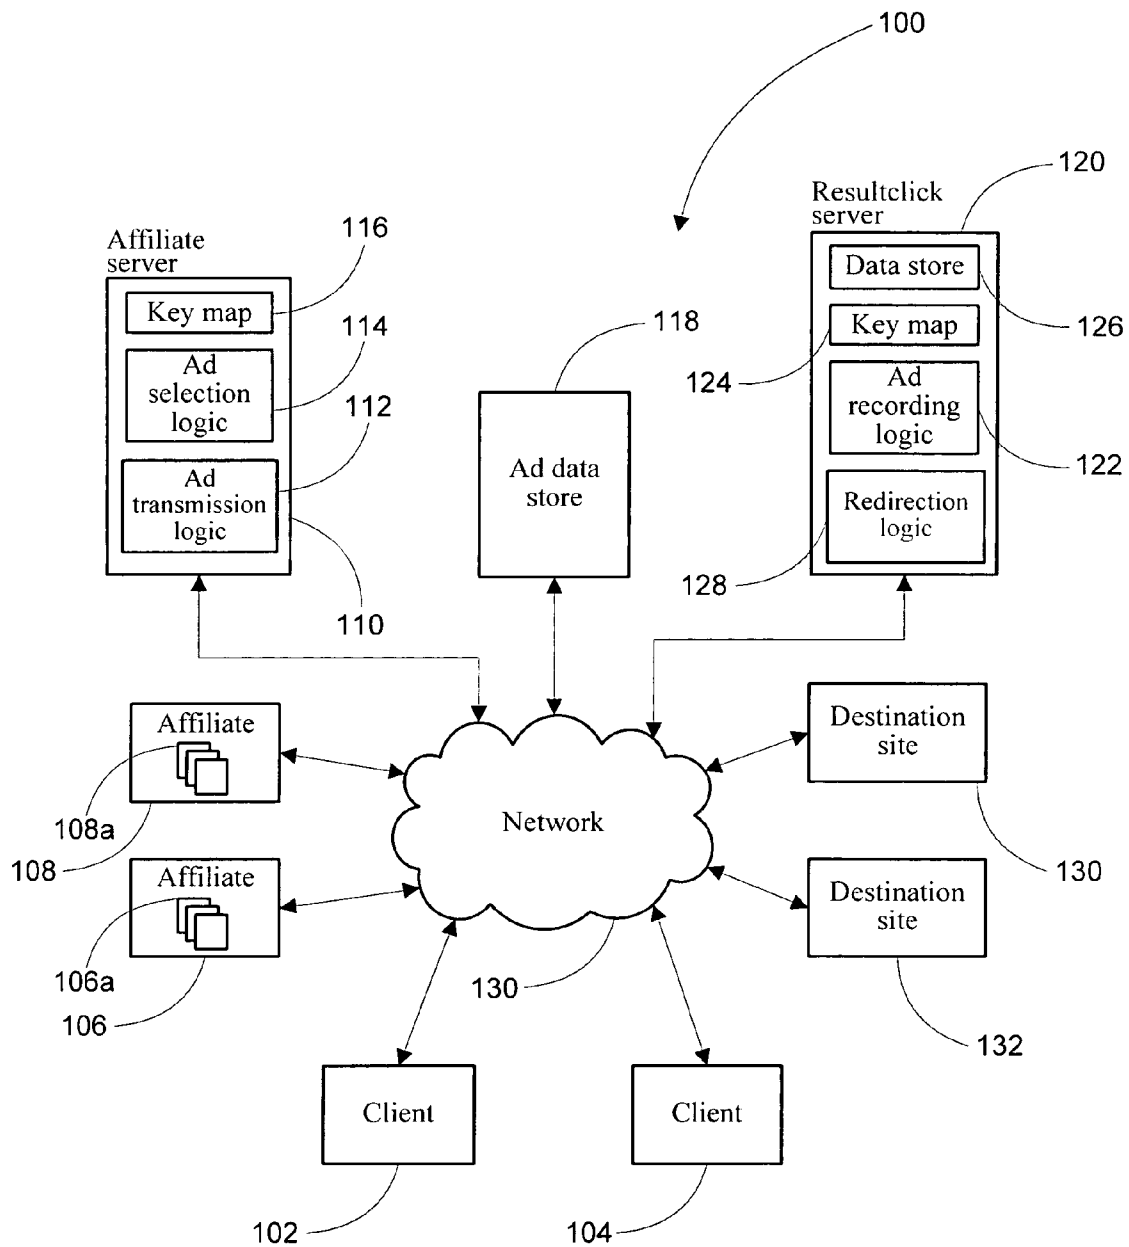 100
120
Resultclick
server
Data store
126
Key map
124
Ad
recording
logic
122
Redirection
logic
128
116
Affiliate
server
Key map
114
Ad
selection
logic
112
Ad
transmission
logic
110
118
Ad data
store
Affiliate
108a
108
Affiliate
106a
106
Network
130
Destination
site
130
Destination
site
132
Client
102
Client
104